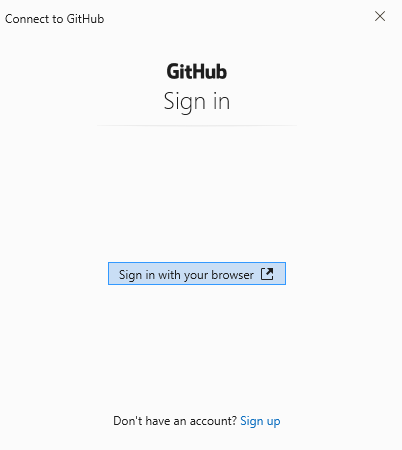 Connect to GitHub
GitHub
Sign in
Sign in with your browser
Don't have an account? Sign up